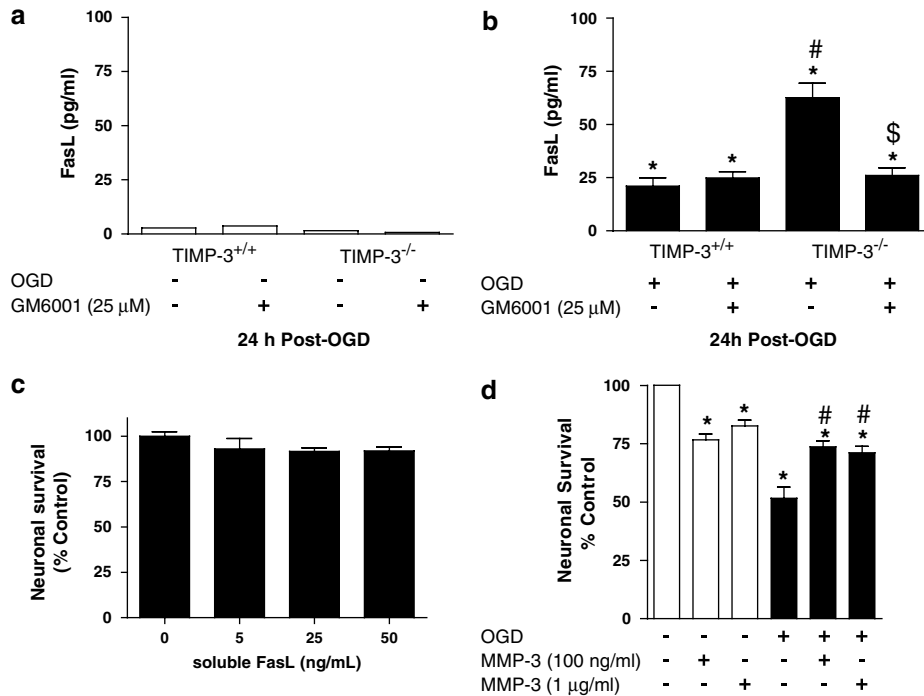 a
100
75
50
25
0
FasL (pg/ml)
TIMP-3+/+ TIMP-3-/-
OGD - - - -
GM6001 (25 µM) - + - +
24 h Post-OGD
b
100
75
50
25
0
FasL (pg/ml)
* * # * $ *
TIMP-3+/+ TIMP-3-/-
OGD + + + +
GM6001 (25 µM) - + - +
24h Post-OGD
c
100
75
50
25
0
Neuronal survival
(% Control)
0 5 25 50
soluble FasL (ng/mL)
d
100
75
50
25
0
Neuronal Survival
% Control
* * * # * # *
OGD - - - + + +
MMP-3 (100 ng/ml) - + - - + -
MMP-3 (1 µg/ml) - - + - - +